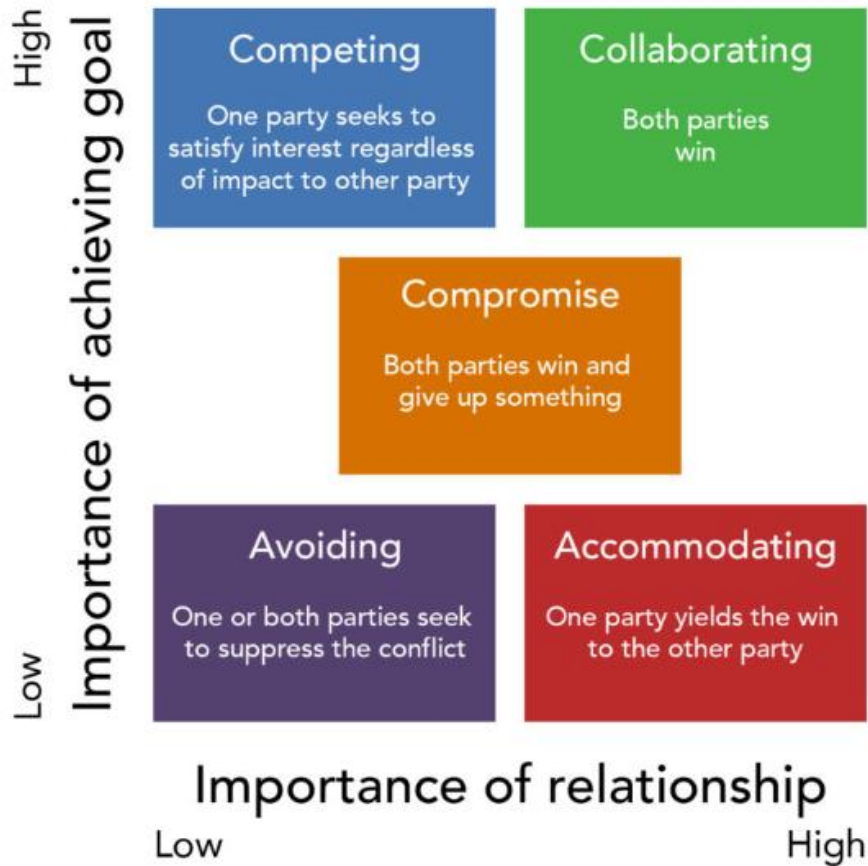 High
Importance of achieving goal
Low
Competing
One party seeks to
satisfy interest regardless
of impact to other party
Collaborating
Both parties
win
Compromise
Both parties win and
give up something
Avoiding
One or both parties seek
to suppress the conflict
Accommodating
One party yields the win
to the other party
Importance of relationship
Low
High